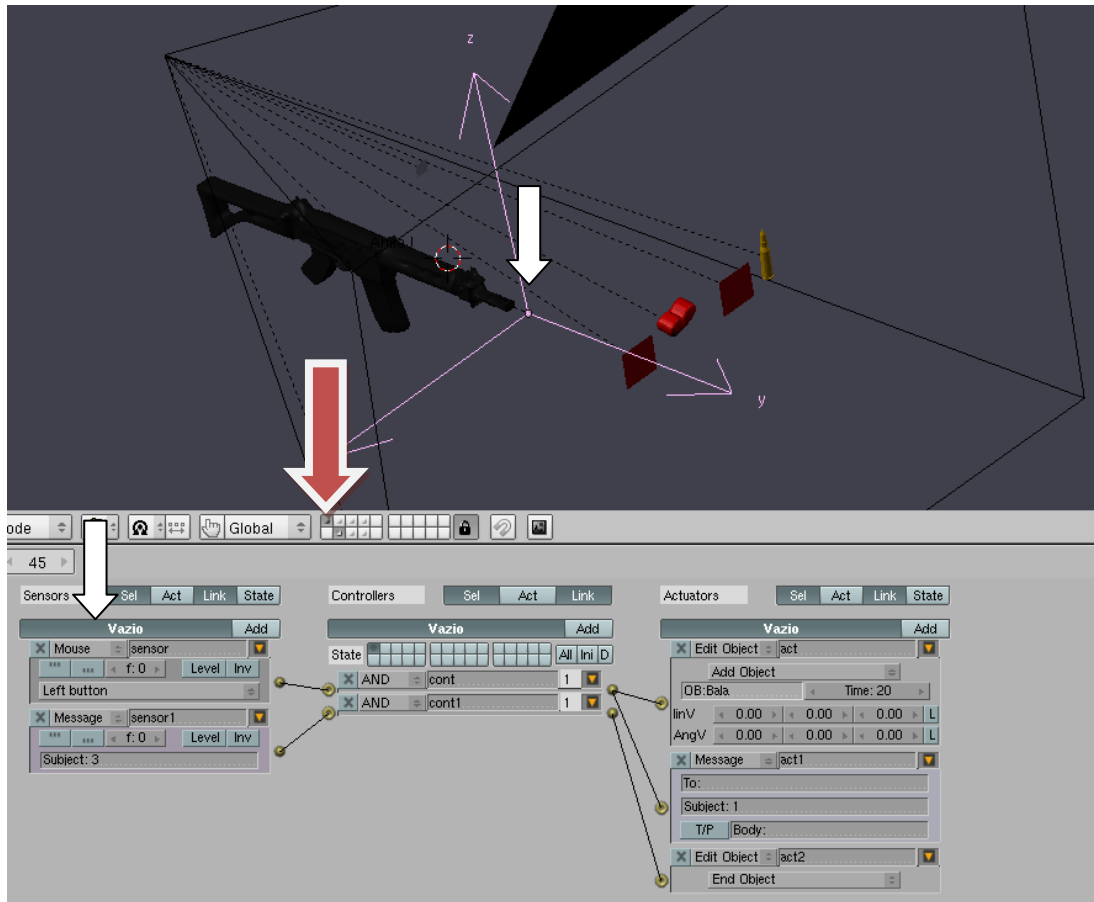 z
Arma1
y
ode Global
45
Sensors Sel Act Link State Controllers Sel Act Link Actuators Sel Act Link State
Vazio Add Vazio Add Vazio Add
Mouse sensor State All Ini D Edit Object act
f: 0 Level Inv AND cont 1 Add Object
Left button AND cont1 1 OB:Bala Time: 20
Message sensor1 linV 0.00 0.00 0.00 L
f: 0 Level Inv AngV 0.00 0.00 0.00 L
Subject: 3 Message act1
To:
Subject: 1
T/P Body:
Edit Object act2
End Object